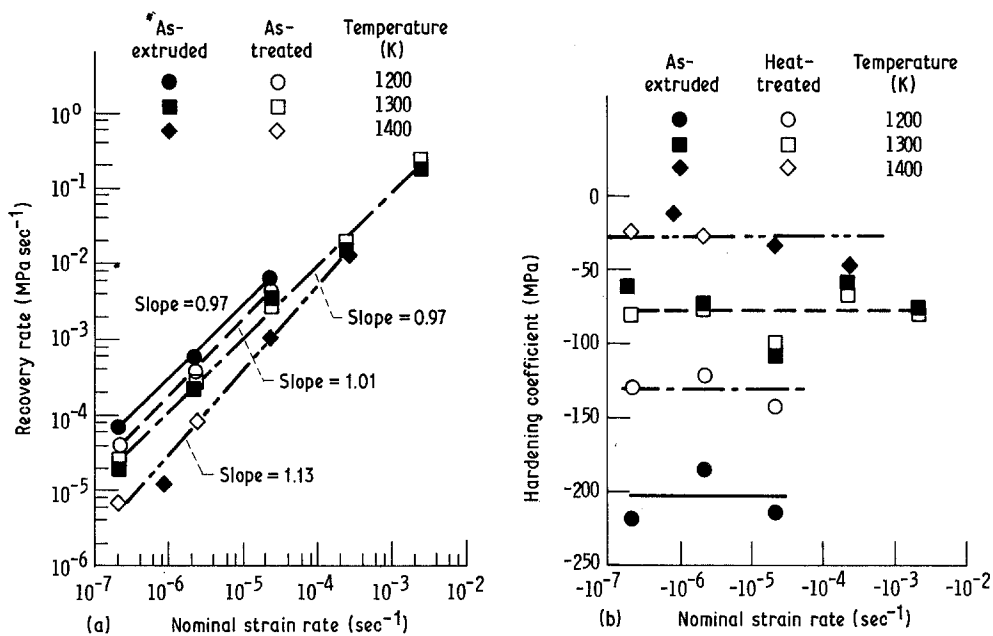 As-extruded As-treated Temperature (K)
1200
1300
1400
10⁰
10⁻¹
10⁻²
10⁻³
10⁻⁴
10⁻⁵
10⁻⁶
Recovery rate (MPa sec⁻¹)
Slope = 0.97
Slope = 0.97
Slope = 1.01
Slope = 1.13
10⁻⁷ 10⁻⁶ 10⁻⁵ 10⁻⁴ 10⁻³ 10⁻²
(a) Nominal strain rate (sec⁻¹)
As-extruded Heat-treated Temperature (K)
1200
1300
1400
0
-50
-100
-150
-200
-250
Hardening coefficient (MPa)
-10⁻⁷ -10⁻⁶ -10⁻⁵ -10⁻⁴ -10⁻³ -10⁻²
(b) Nominal strain rate (sec⁻¹)